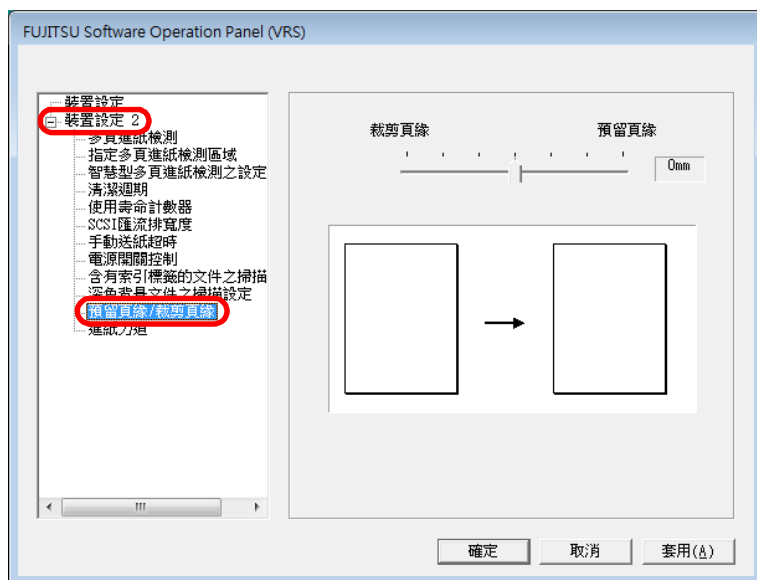 FUJITSU Software Operation Panel (VRS)
裝置設定
裝置設定 2
多頁進紙檢測
指定多頁進紙檢測區域
智慧型多頁進紙檢測之設定
清潔週期
使用壽命計數器
SCSI匯流排寬度
手動送紙超時
電源開關控制
含有索引標籤的文件之掃描
深色背景文件之掃描設定
預留頁緣/裁剪頁緣
進紙力道
裁剪頁緣
預留頁緣
0mm
確定
取消
套用(A)